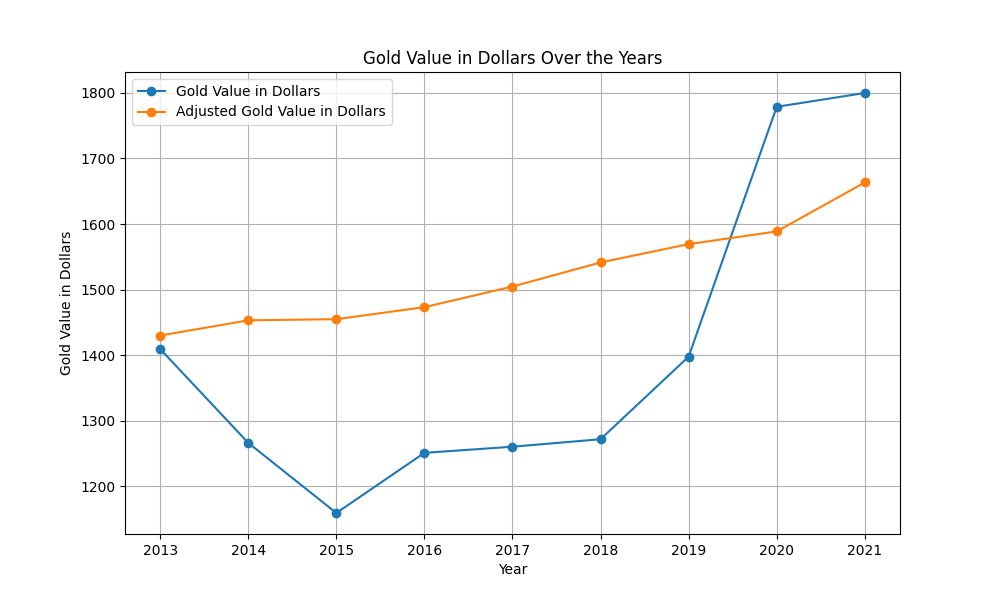 Gold Value in Dollars Over the Years
Gold Value in Dollars
Adjusted Gold Value in Dollars
1800
1700
1600
1500
1400
1300
1200
Gold Value in Dollars
2013 2014 2015 2016 2017 2018 2019 2020 2021
Year